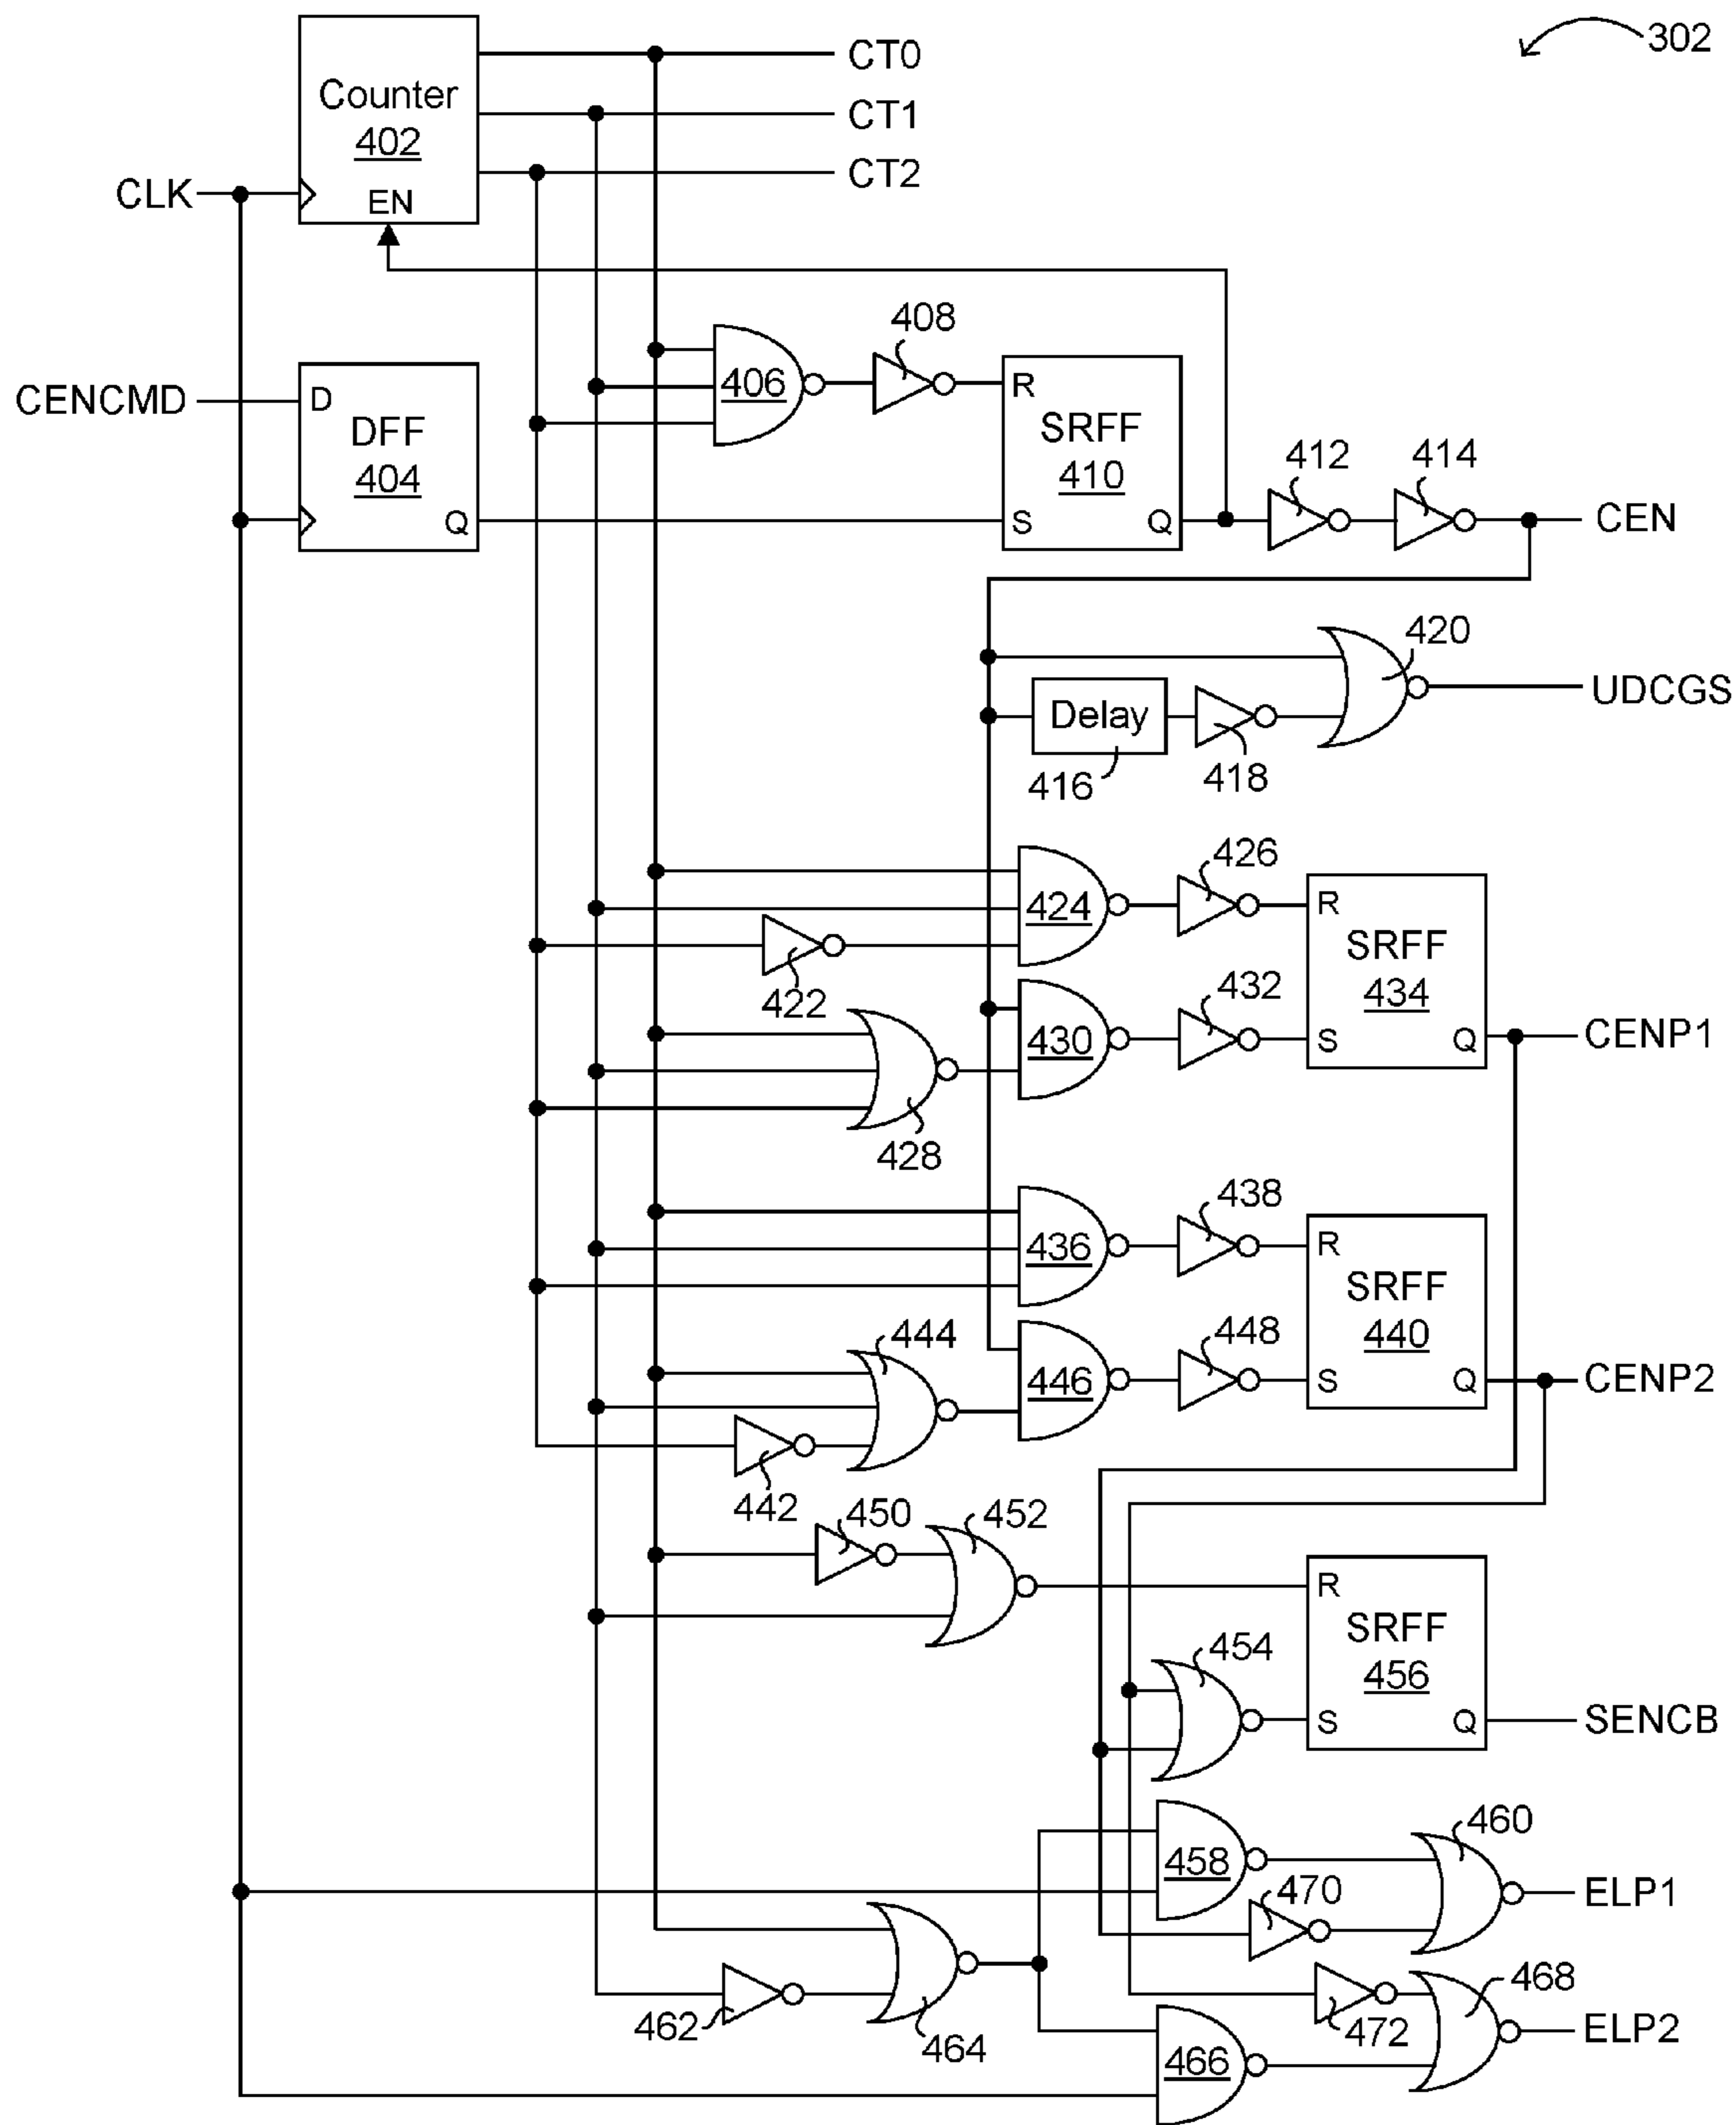 302
CT0
CT1
CT2
Counter
402
EN
CLK
408
406
CENCMD
D
DFF
404
Q
R
SRFF
410
S
Q
412
414
CEN
420
UDCGS
Delay
416
418
426
424
R
SRFF
434
S
Q
422
432
430
CENP1
428
438
436
R
SRFF
440
S
Q
444
448
446
CENP2
442
450
452
R
SRFF
456
S
Q
454
SENCB
460
458
470
ELP1
468
472
ELP2
462
464
466